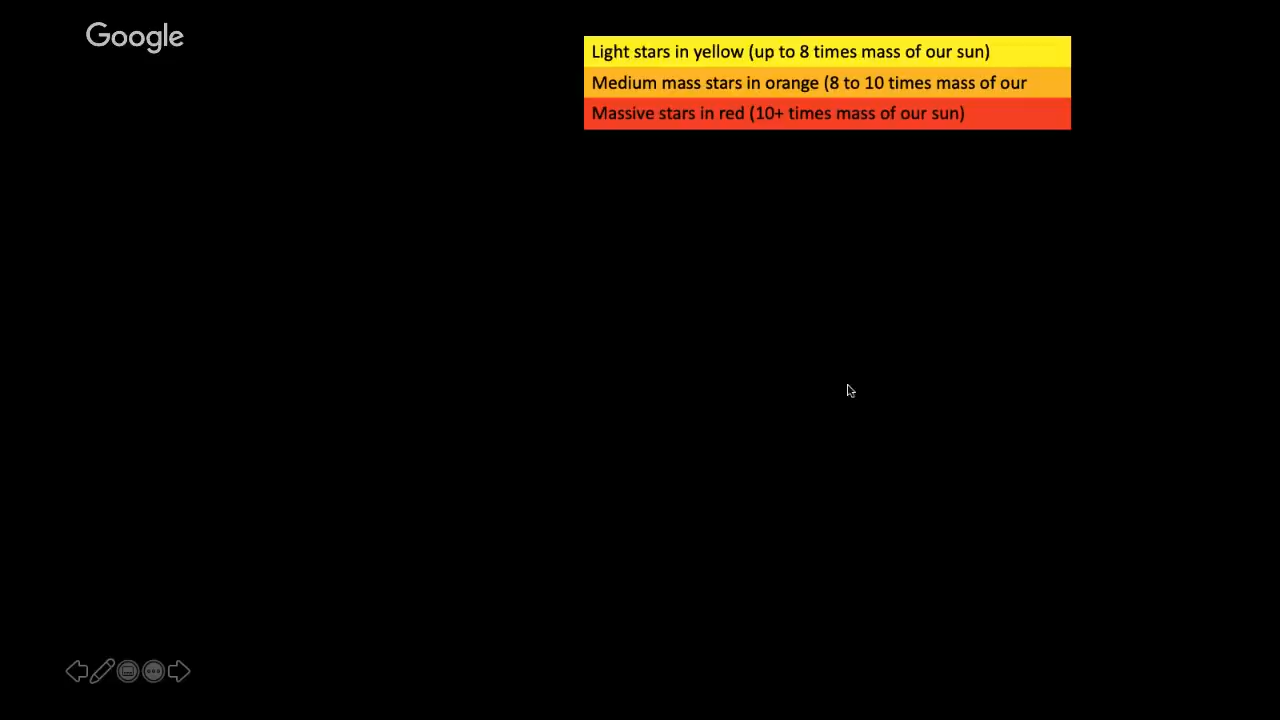 Google
Light stars in yellow (up to 8 times mass of our sun)
Medium mass stars in orange (8 to 10 times mass of our
Massive stars in red (10+ times mass of our sun)